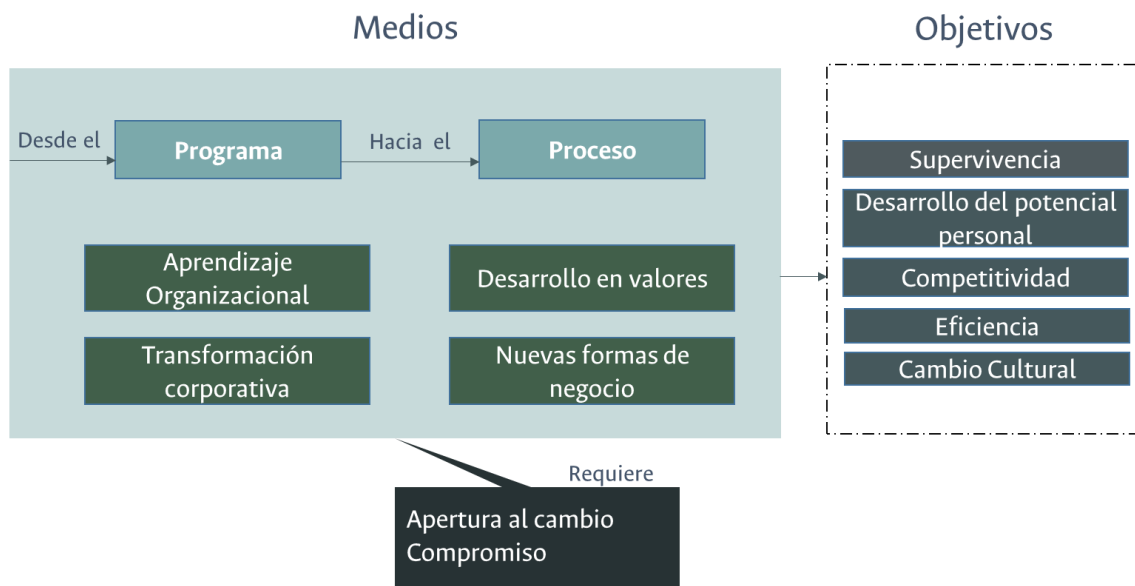 Medios
Objetivos
Desde el
Programa
Hacia el
Proceso
Aprendizaje
Organizacional
Desarrollo en valores
Transformación
corporativa
Nuevas formas de
negocio
Supervivencia
Desarrollo del potencial
personal
Competitividad
Eficiencia
Cambio Cultural
Requiere
Apertura al cambio
Compromiso